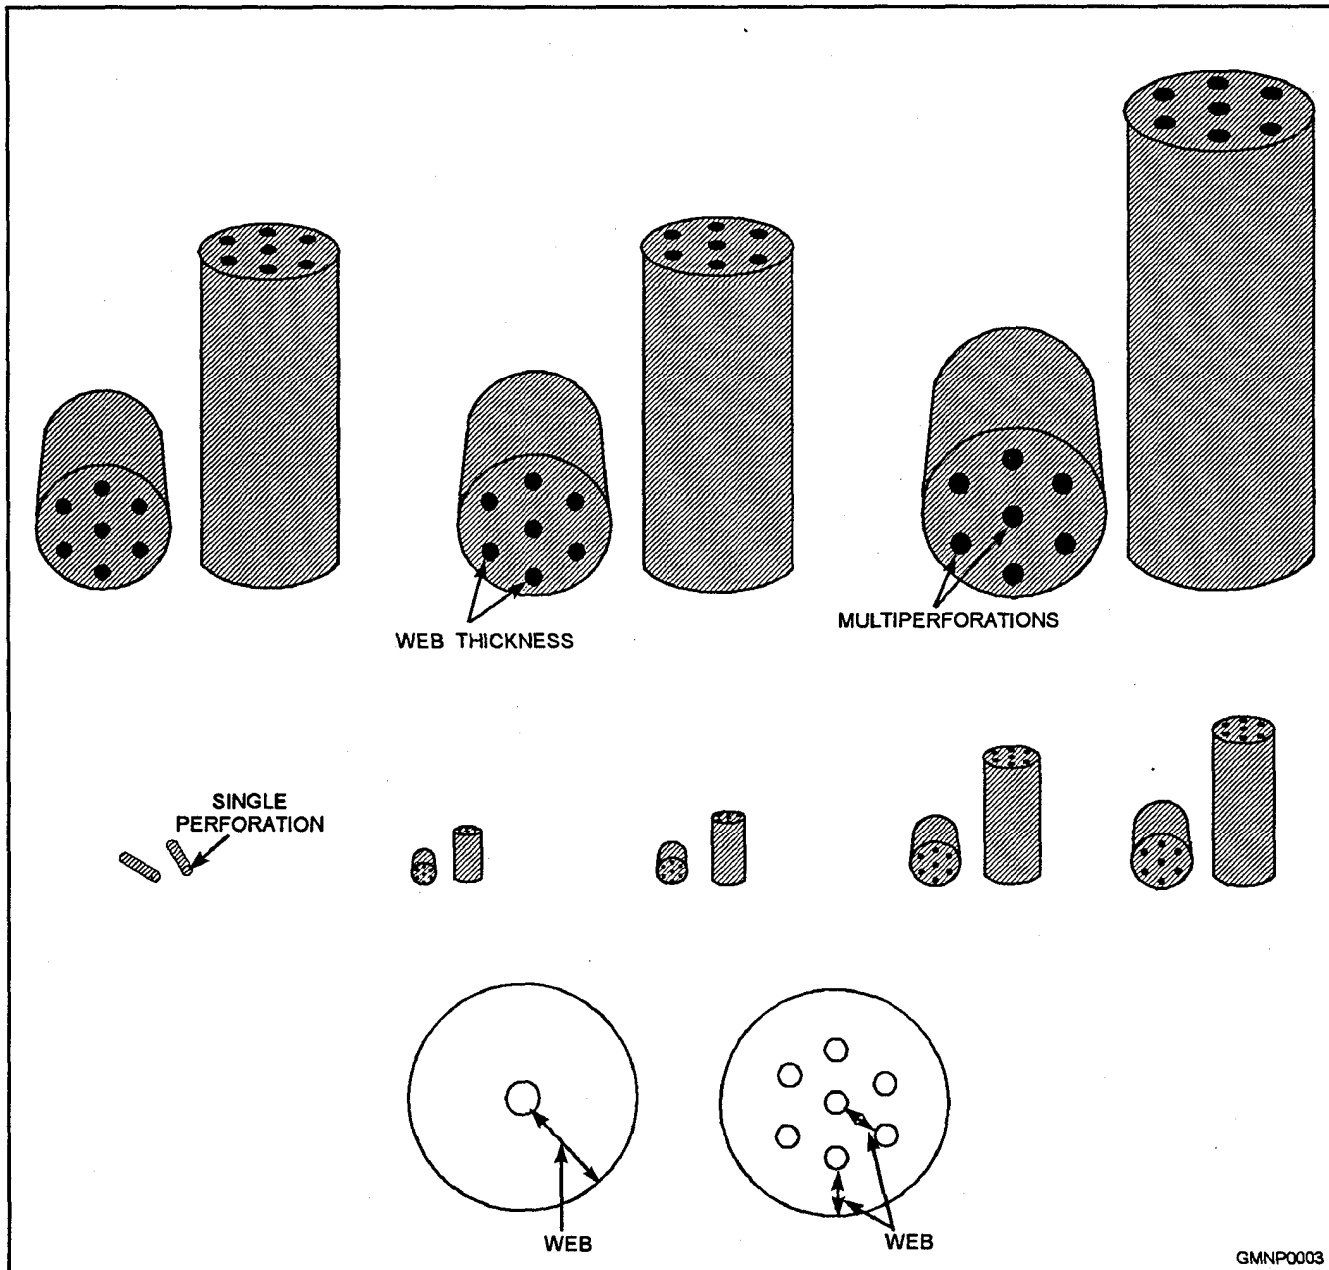 WEB THICKNESS
MULTIPERFORATIONS
SINGLE
PERFORATION
WEB
WEB
GMNP0003